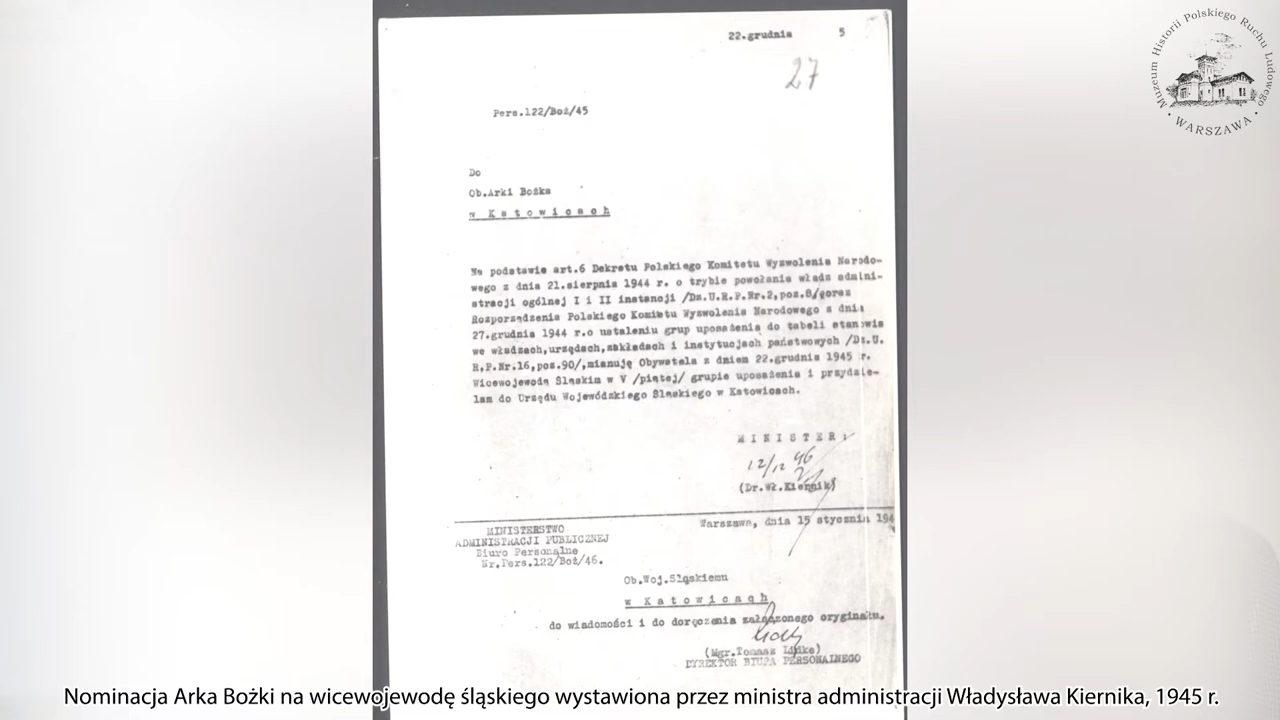 22.grudnia 5
27
Pers.122/Boż/45
Do
Ob.Arki Bożka
w Katowicach
Na podstawie art.6 Dekretu Polskiego Komitetu Wyzwolenia Narodo-
wego z dnia 21.sierpnia 1944 r. o trybie powołania władz admini-
stracji ogólnej I i II instancji /Dz.U.R.P.Nr.2,poz.8/goraz
Rozporządzenia Polskiego Komitetu Wyzwolenia Narodowego z dnia
27.grudnia 1944 r.o ustaleniu grup uposażenia do tabeli stanowis
we władzach,urzędach,zakładach i instytucjach państwowych /Dz.U.
R.P.Nr.16,poz.90/,mianuję Obywatela z dniem 22.grudnia 1945 r.
Wicewojewodą Śląskim w V /piątej/ grupie uposażenia i przydzie-
lam do Urzędu Wojewódzkiego Śląskiego w Katowicach.
MINISTER:
12/12 46
(Dr.Wł.Kiernik)
MINISTERSTWO
ADMINISTRACJI PUBLICZNEJ
Biuro Personalne
Nr.Pers.122/Boż/46.
Warszawa, dnia 15 stycznia 194
Ob.Woj.Śląskiemu
w Katowicach
do wiadomości i do doręczenia załączonego oryginału.
(Mgr.Tomasz
DYREKTOR BIURA PERSONALNEGO
Muzeum Historii Polskiego Ruchu Ludowego
• WARSZAWA •
Nominacja Arka Bożki na wicewojewodę śląskiego wystawiona przez ministra administracji Władysława Kiernika, 1945 r.